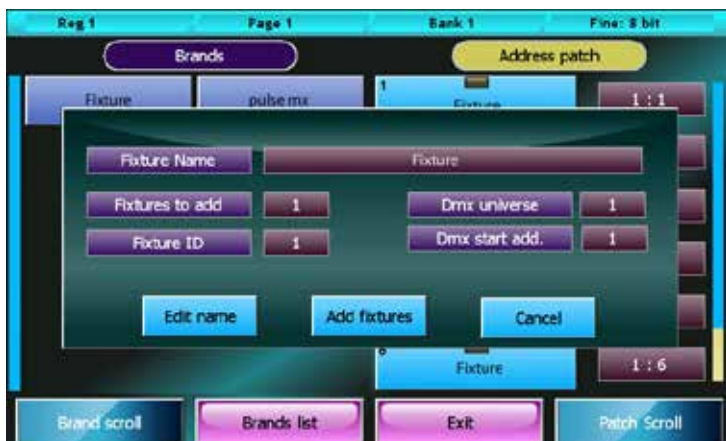 Reg 1 Page 1 Bank 1 Fine: 8 bit
Brands Address patch
Fixture pulse mx 1 Fixture 1 : 1
Fixture Name Fixture
Fixtures to add 1 Dmx universe 1
Fixture ID 1 Dmx start add. 1
Edit name Add fixtures Cancel
Fixture 1 : 6
Brand scroll Brands list Exit Patch Scroll